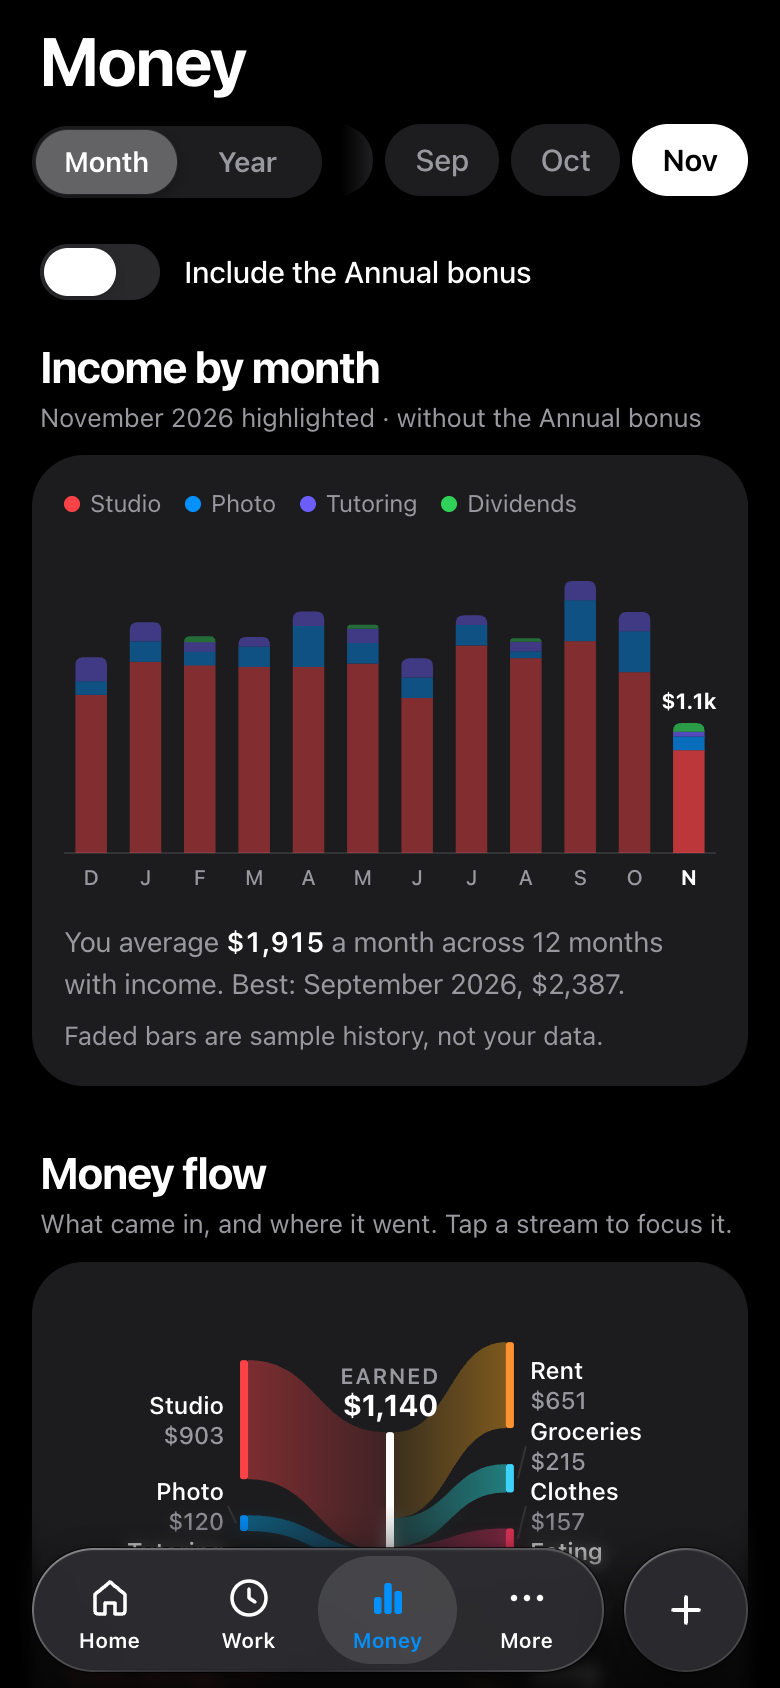 Money
Month Year Sep Oct Nov
Include the Annual bonus
Income by month
November 2026 highlighted · without the Annual bonus
Studio Photo Tutoring Dividends
$1.1k
D J F M A M J J A S O N
You average $1,915 a month across 12 months
with income. Best: September 2026, $2,387.
Faded bars are sample history, not your data.
Money flow
What came in, and where it went. Tap a stream to focus it.
EARNED
$1,140
Studio
$903
Photo
$120
Rent
$651
Groceries
$215
Clothes
$157
Eating
Home Work Money More